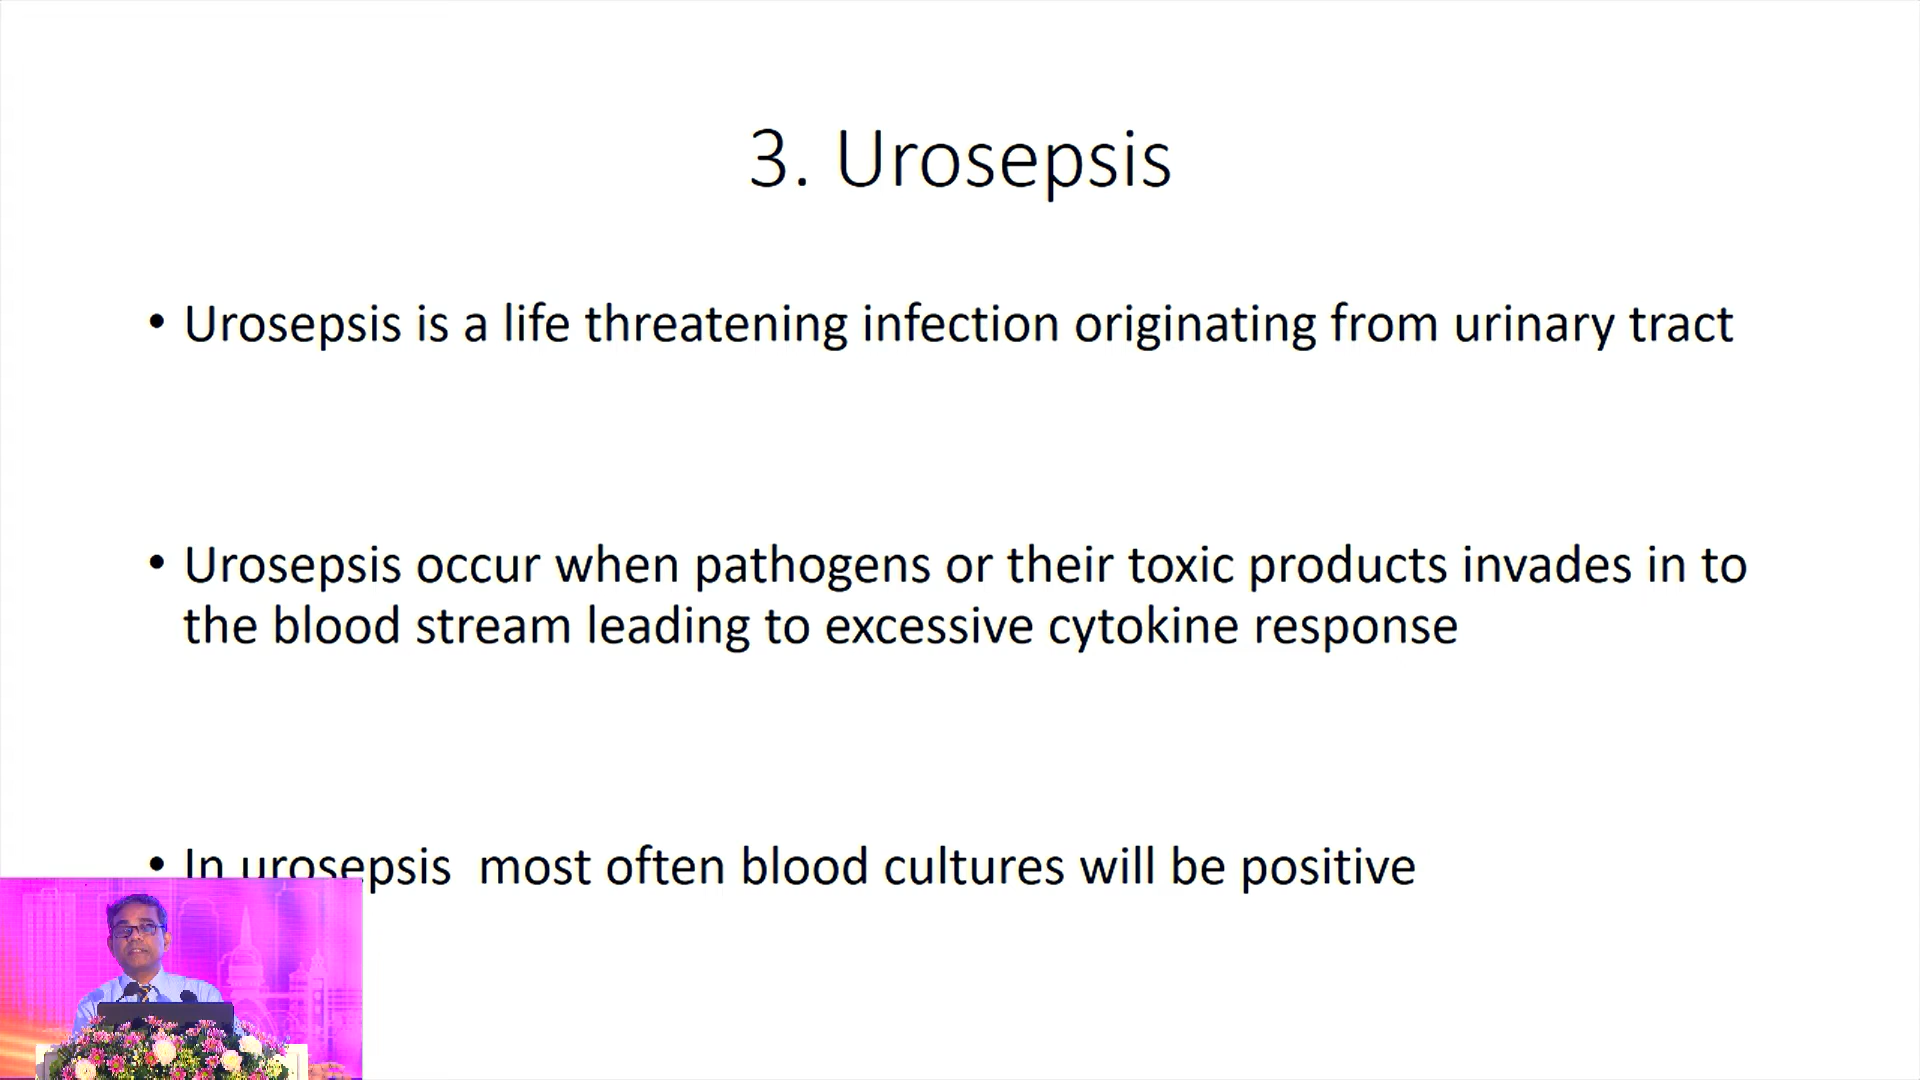 3. Urosepsis
• Urosepsis is a life threatening infection originating from urinary tract
• Urosepsis occur when pathogens or their toxic products invades in to
the blood stream leading to excessive cytokine response
• In urosepsis  most often blood cultures will be positive